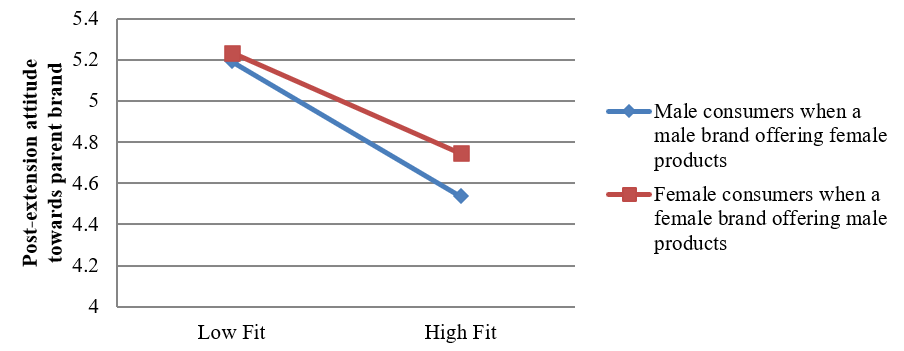 5.4
5.2
5
4.8
4.6
4.4
4.2
4
Post-extension attitude
towards parent brand
Low Fit
High Fit
Male consumers when a
male brand offering female
products
Female consumers when a
female brand offering male
products